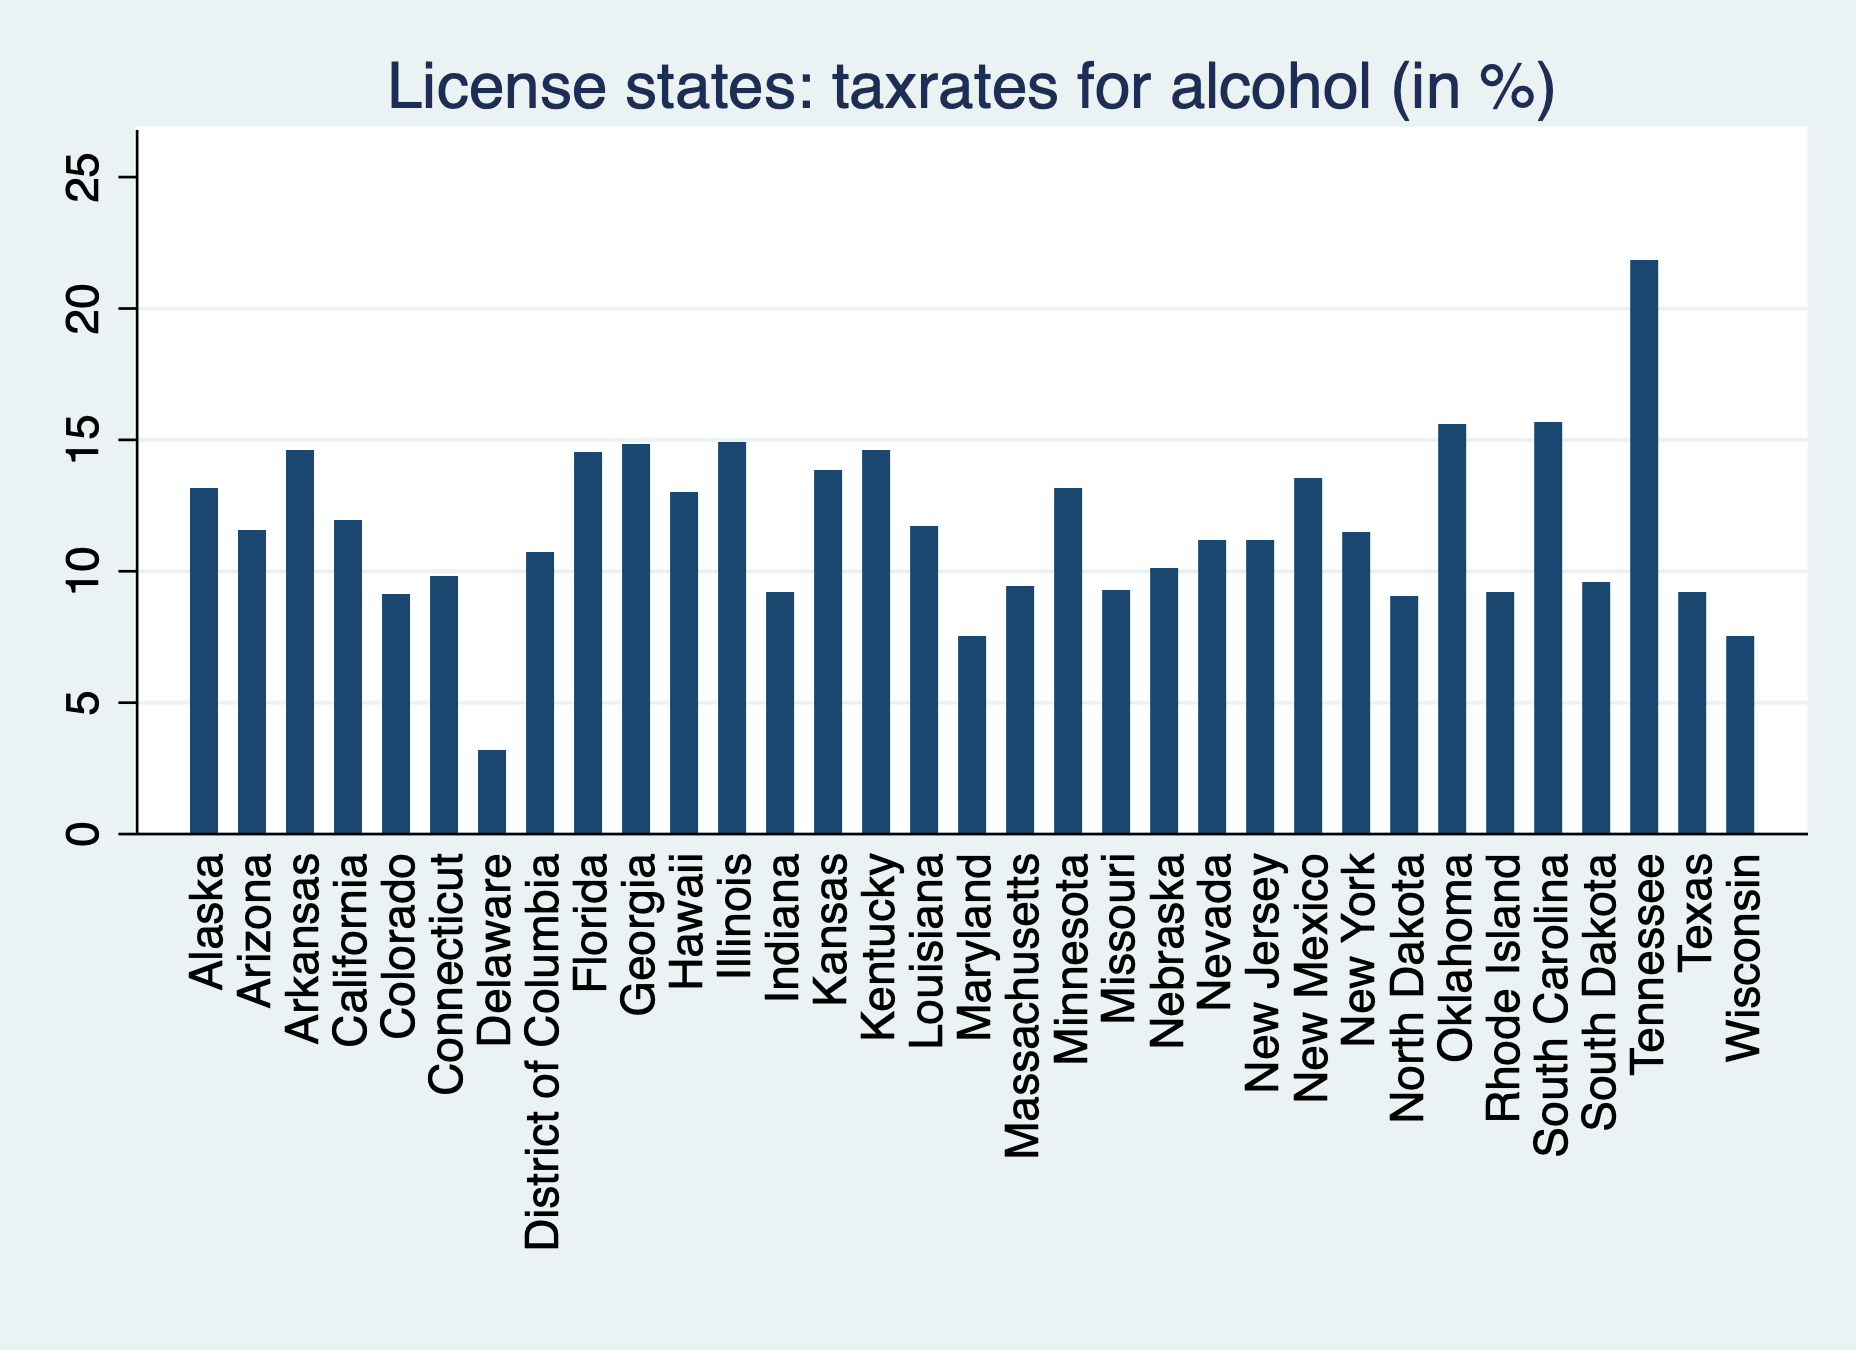 License states: taxrates for alcohol (in %)
25
20
15
10
5
0
Alaska
Arizona
Arkansas
California
Colorado
Connecticut
Delaware
District of Columbia
Florida
Georgia
Hawaii
Illinois
Indiana
Kansas
Kentucky
Louisiana
Maryland
Massachusetts
Minnesota
Missouri
Nebraska
Nevada
New Jersey
New Mexico
New York
North Dakota
Oklahoma
Rhode Island
South Carolina
South Dakota
Tennessee
Texas
Wisconsin